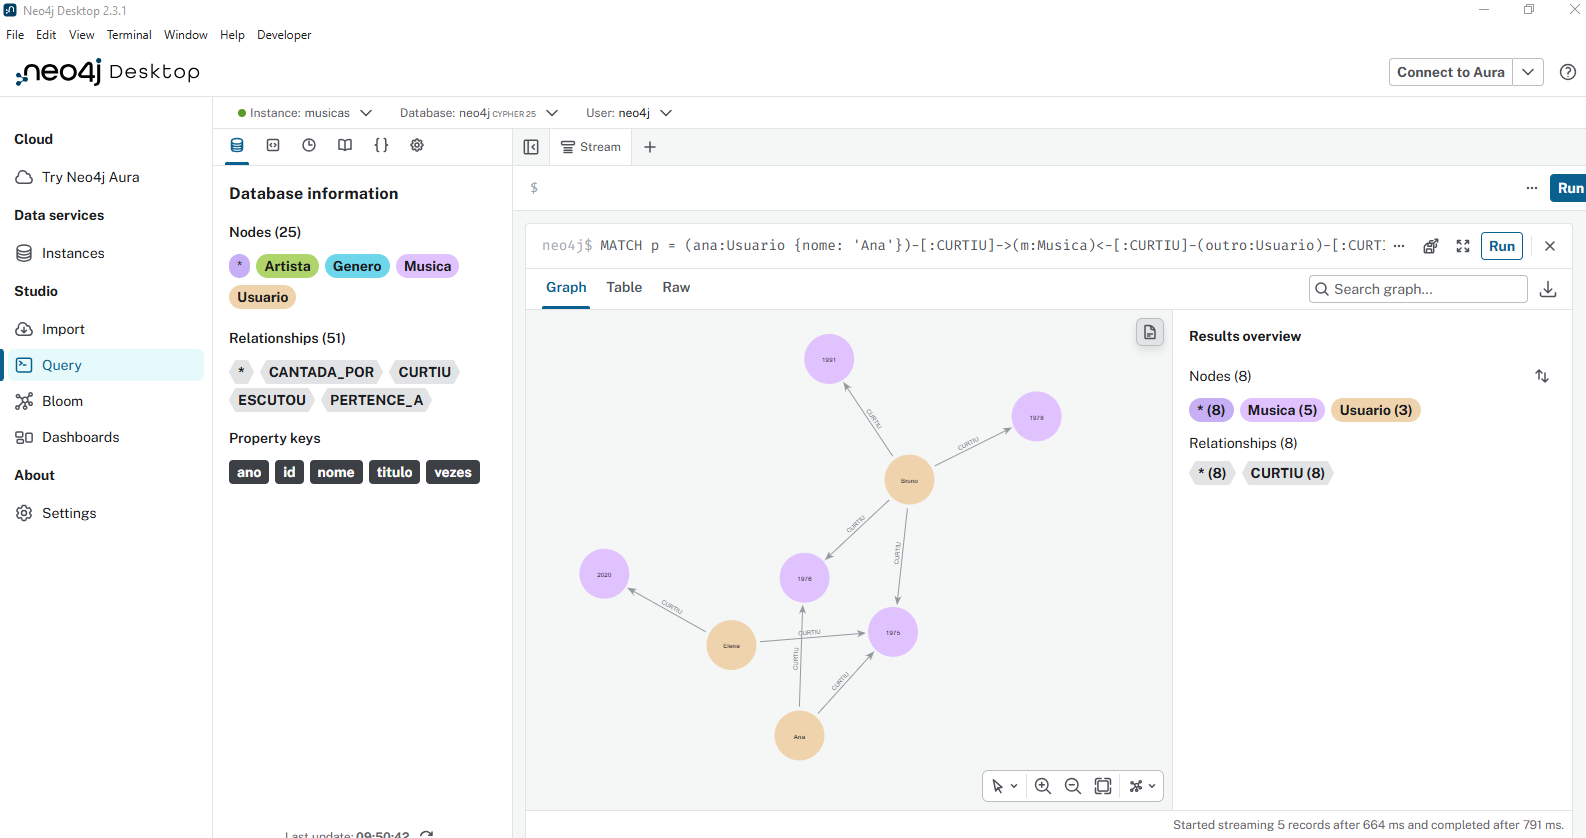 Neo4j Desktop 2.3.1
File Edit View Terminal Window Help Developer
neo4j Desktop
Connect to Aura
Instance: musicas
Database: neo4j CYPHER 25
User: neo4j
Cloud
Try Neo4j Aura
Data services
Instances
Studio
Import
Query
Bloom
Dashboards
About
Settings
Database information
Nodes (25)
* Artista Genero Musica
Usuario
Relationships (51)
* CANTADA_POR CURTIU
ESCUTOU PERTENCE_A
Property keys
ano id nome titulo vezes
Last update: 09:50:42
Stream
$
Run
neo4j$ MATCH p = (ana:Usuario {nome: 'Ana'})-[:CURTIU]->(m:Musica)<-[:CURTIU]-(outro:Usuario)-[:CURTI
Run
Graph Table Raw
Search graph...
1991
CURTIU
1978
CURTIU
Bruno
CURTIU
CURTIU
2020
1976
CURTIU
CURTIU
1975
Elena
CURTIU
CURTIU
Ana
Results overview
Nodes (8)
* (8) Musica (5) Usuario (3)
Relationships (8)
* (8) CURTIU (8)
Started streaming 5 records after 664 ms and completed after 791 ms.